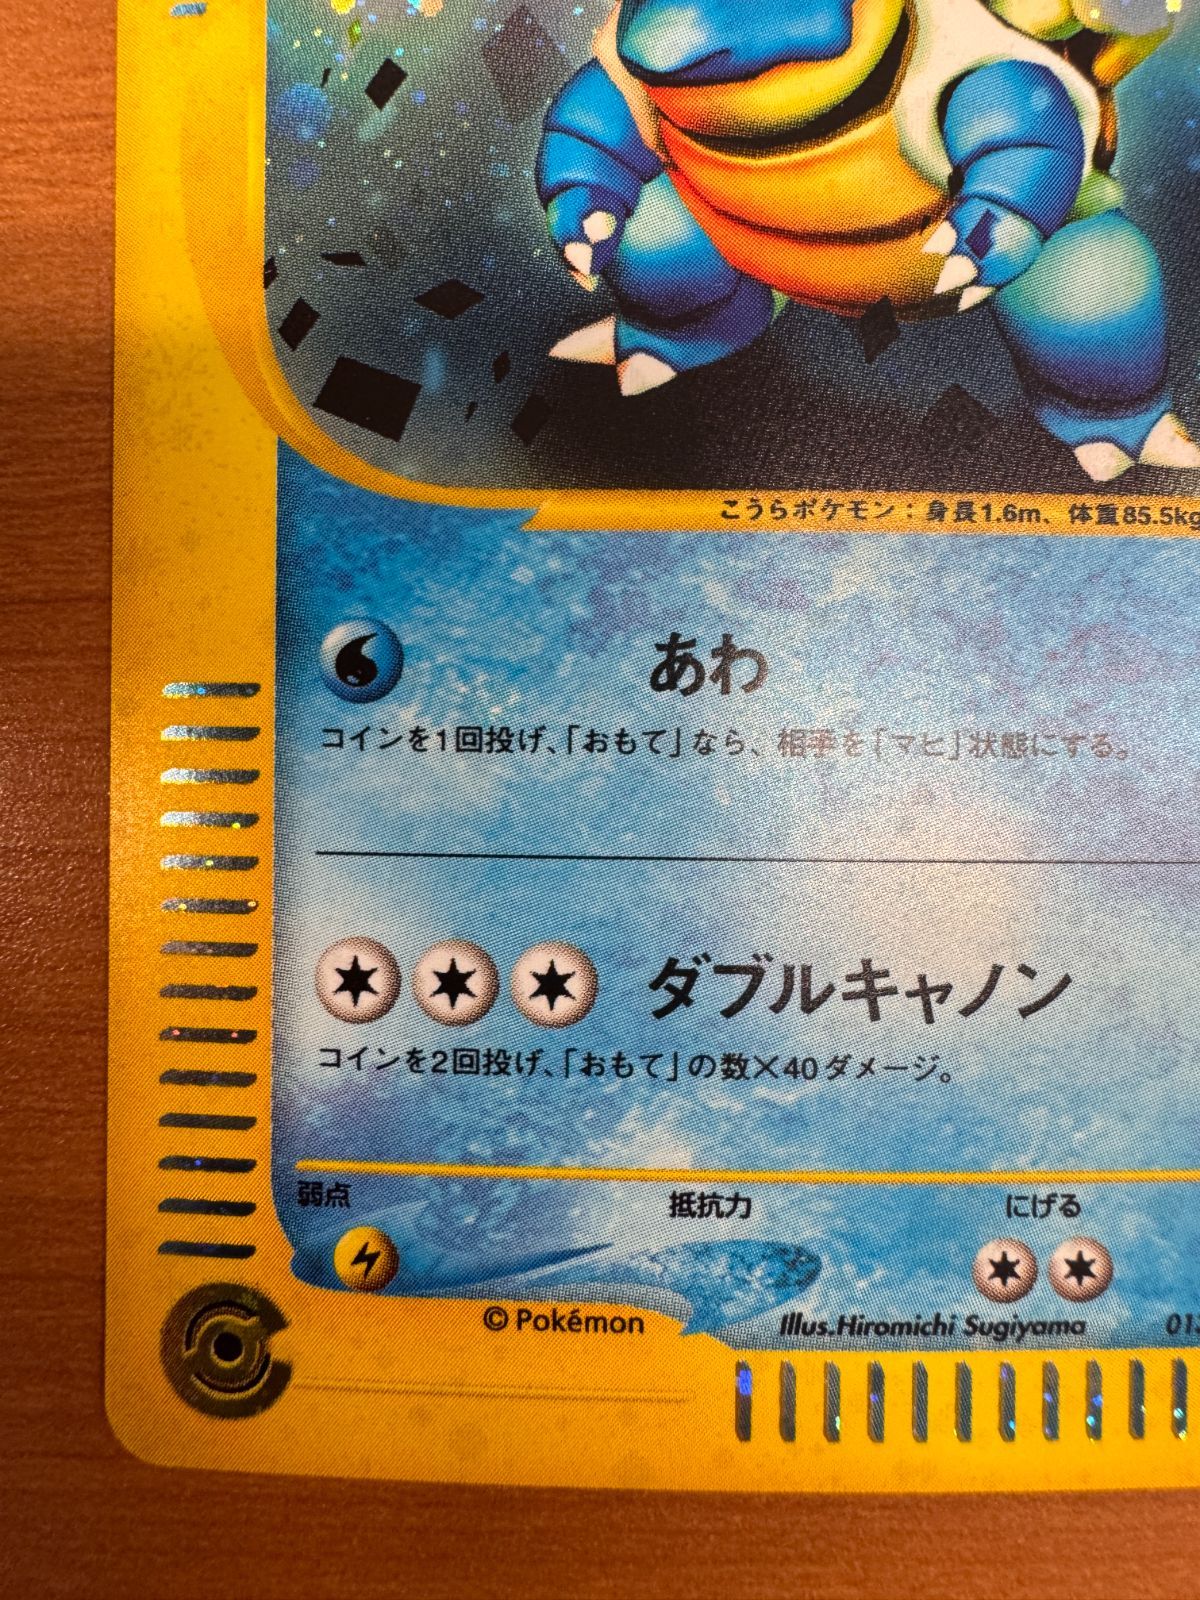 こうらポケモン：身長1.6m、体重85.5kg
あわ
コインを1回投げ、「おもて」なら、相手を「マヒ」状態にする。
ダブルキャノン
コインを2回投げ、「おもて」の数×40ダメージ。
弱点 抵抗力 にげる
© Pokémon Illus.Hiromichi Sugiyama